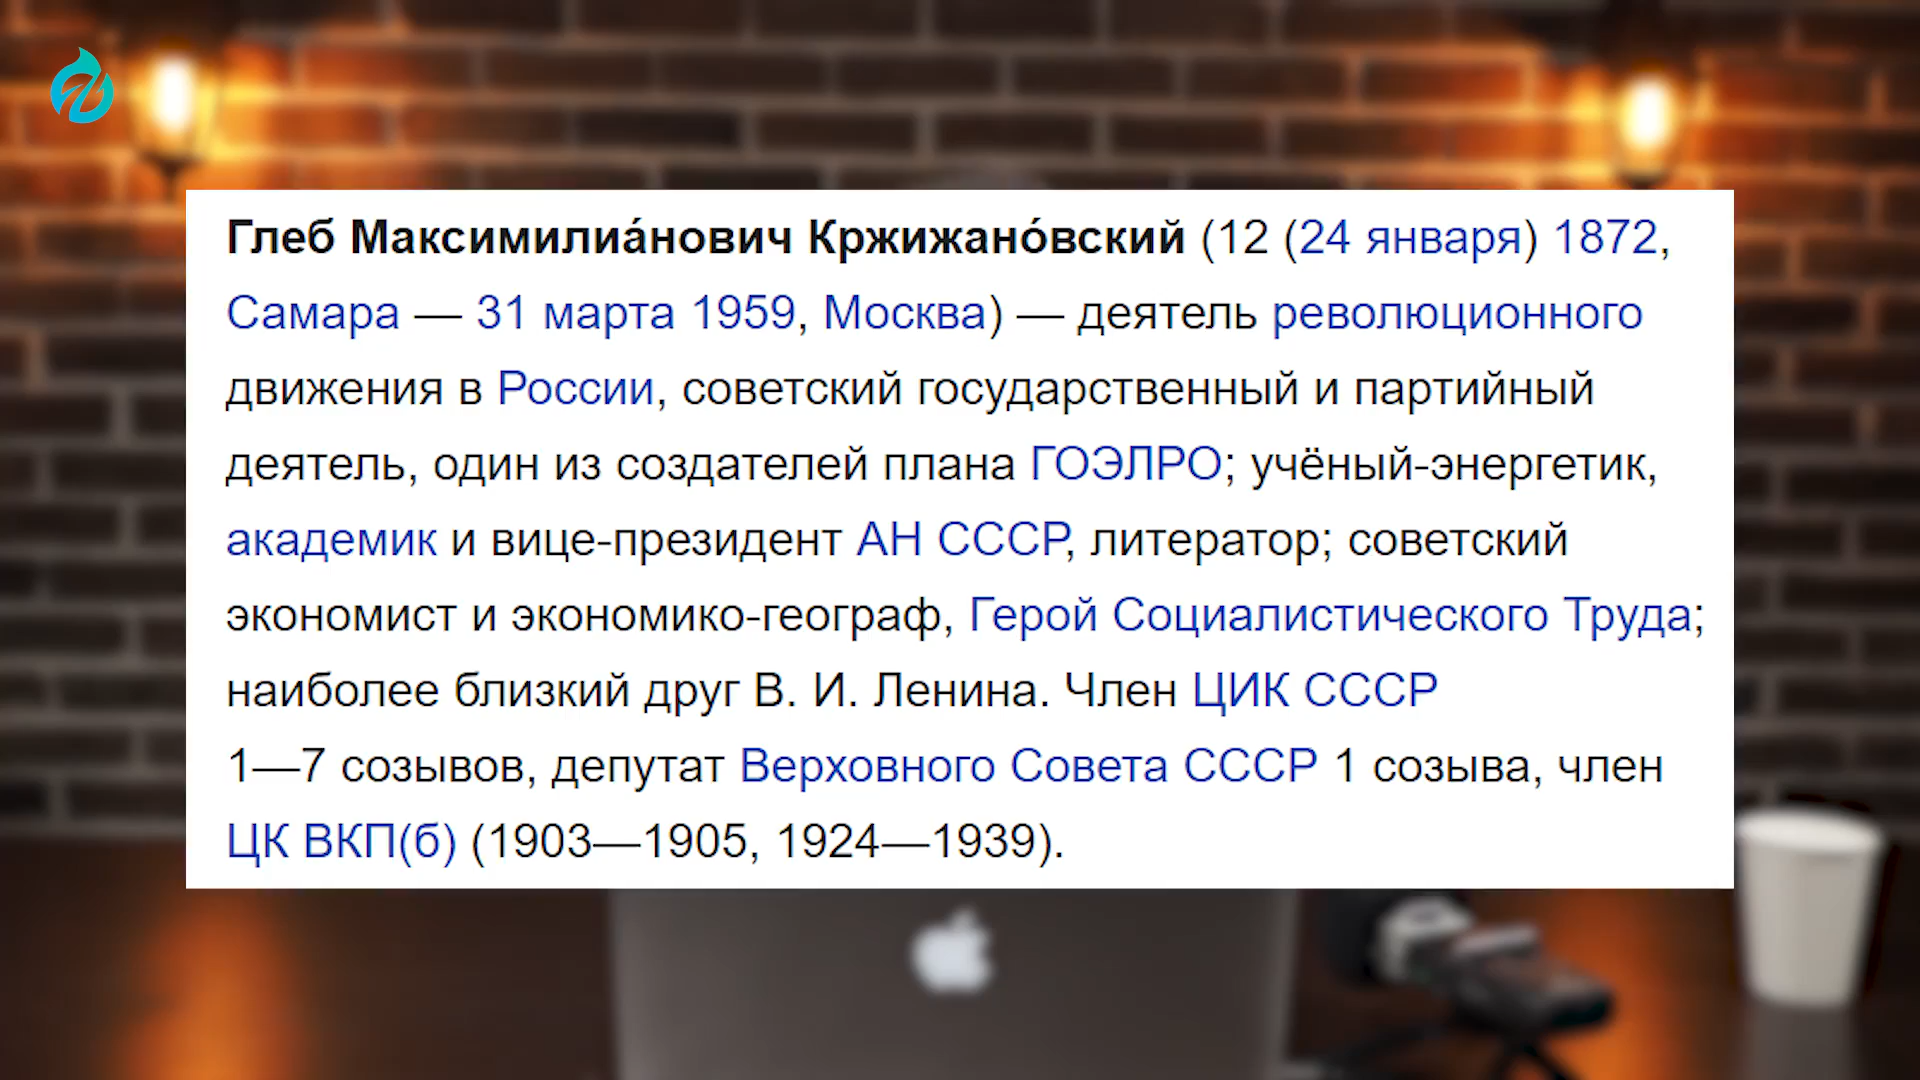 Глеб Максимилиа́нович Кржижано́вский (12 (24 января) 1872,
Самара — 31 марта 1959, Москва) — деятель революционного
движения в России, советский государственный и партийный
деятель, один из создателей плана ГОЭЛРО; учёный-энергетик,
академик и вице-президент АН СССР, литератор; советский
экономист и экономико-географ, Герой Социалистического Труда;
наиболее близкий друг В. И. Ленина. Член ЦИК СССР
1—7 созывов, депутат Верховного Совета СССР 1 созыва, член
ЦК ВКП(б) (1903—1905, 1924—1939).